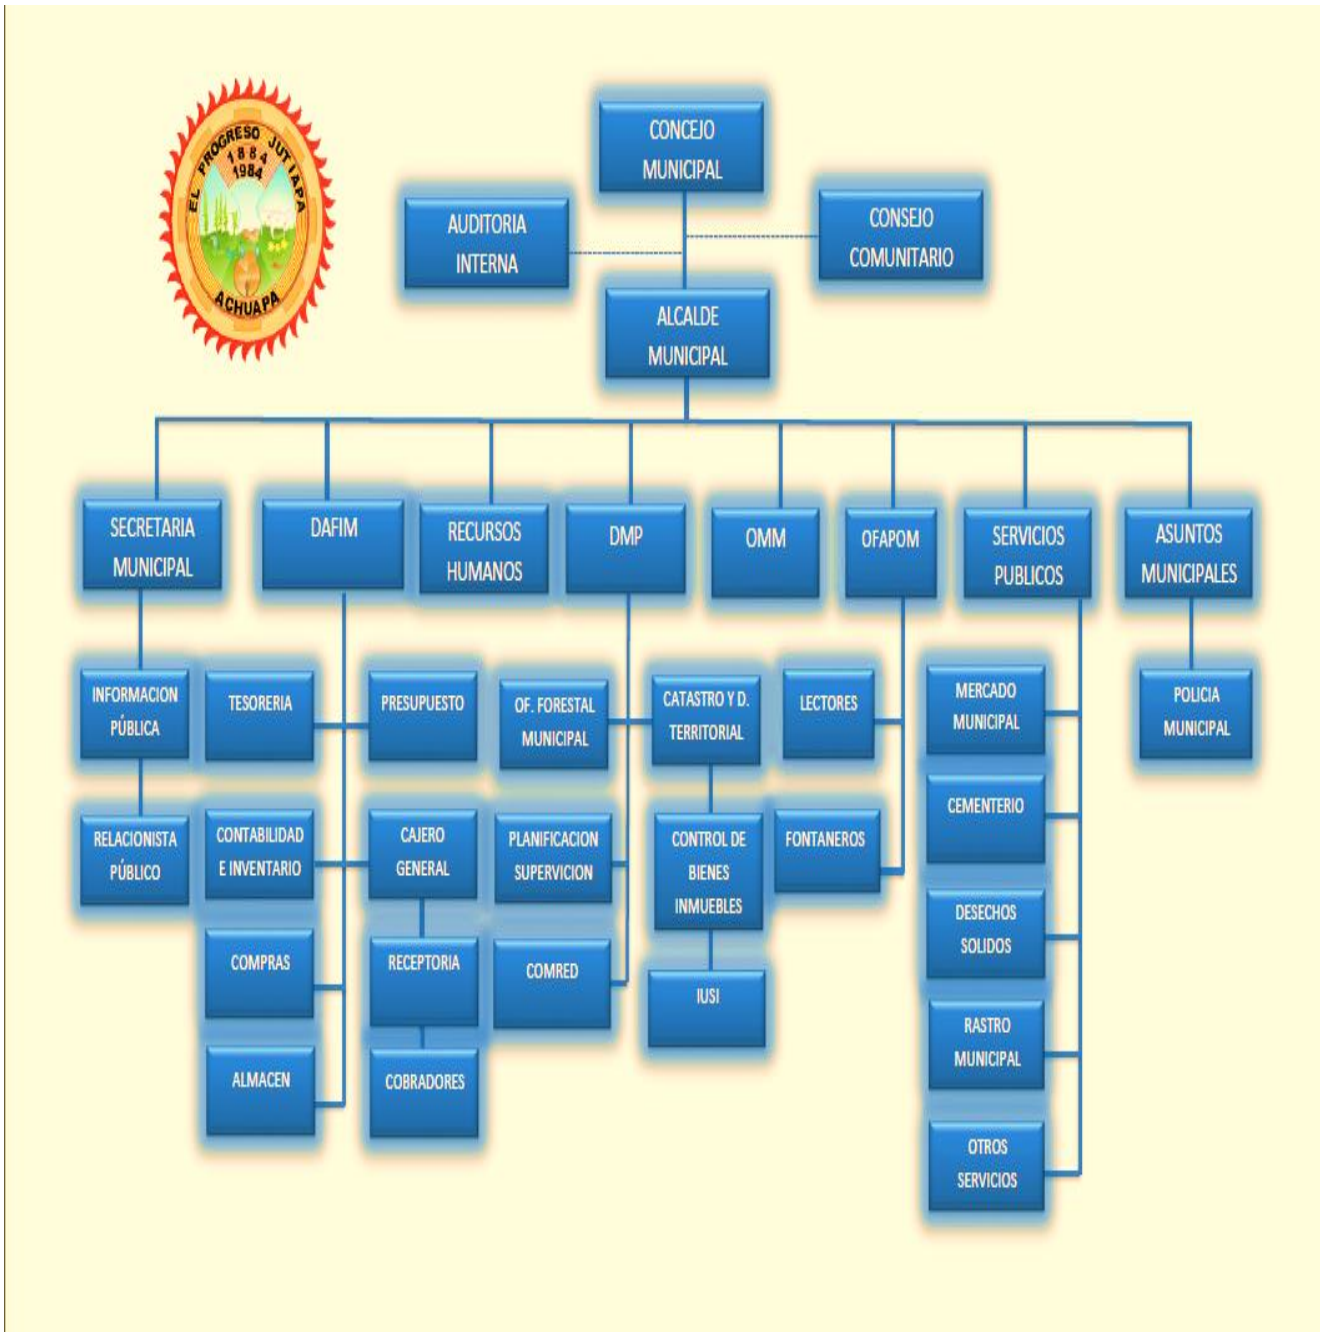 EL PROGRESO JUTIAPA
1884
1984
ACHUAPA
CONCEJO
MUNICIPAL
AUDITORIA
INTERNA
CONSEJO
COMUNITARIO
ALCALDE
MUNICIPAL
SECRETARIA
MUNICIPAL
DAFIM
RECURSOS
HUMANOS
DMP
OMM
OFAPOM
SERVICIOS
PUBLICOS
ASUNTOS
MUNICIPALES
INFORMACION
PÚBLICA
TESORERIA
PRESUPUESTO
OF. FORESTAL
MUNICIPAL
CATASTRO Y D.
TERRITORIAL
LECTORES
MERCADO
MUNICIPAL
POLICIA
MUNICIPAL
RELACIONISTA
PÚBLICO
CONTABILIDAD
E INVENTARIO
CAJERO
GENERAL
PLANIFICACION
SUPERVICION
CONTROL DE
BIENES
INMUEBLES
FONTANEROS
CEMENTERIO
COMPRAS
RECEPTORIA
COMRED
IUSI
DESECHOS
SOLIDOS
ALMACEN
COBRADORES
RASTRO
MUNICIPAL
OTROS
SERVICIOS